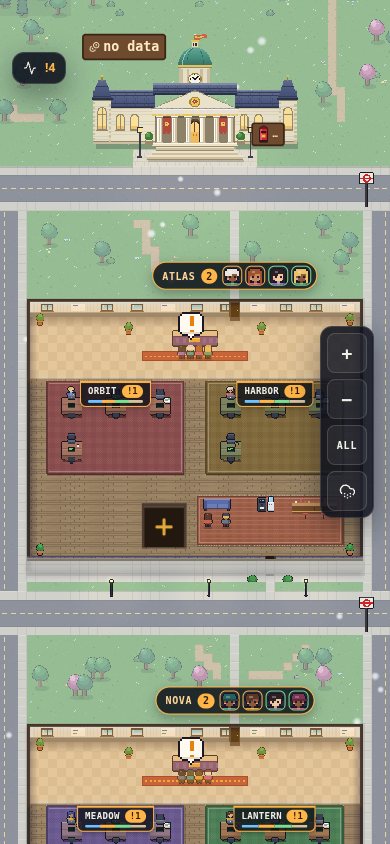 no data
!4
ATLAS 2
ORBIT !1
HARBOR !1
+
−
ALL
+
NOVA 2
MEADOW !1
LANTERN !1